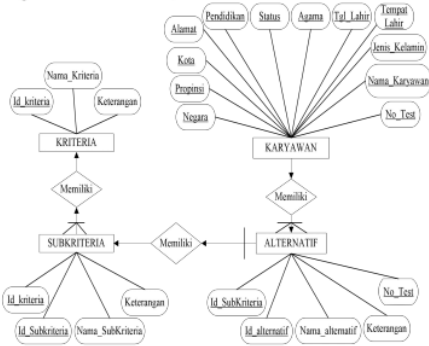 Pendidikan
Status
Agama
Tgl_Lahir
Tempat
Lahir
Alamat
Jenis_Kelamin
Kota
Nama_Kriteria
Nama_Karyawan
Propinsi
Id_kriteria
Keterangan
Negara
No_Test
KRITERIA
KARYAWAN
Memiliki
Memiliki
SUBKRITERIA
Memiliki
ALTERNATIF
Id_kriteria
Keterangan
Id_SubKriteria
No_Test
Id_Subkriteria
Nama_SubKriteria
Id_alternatif
Nama_alternatif
Keterangan